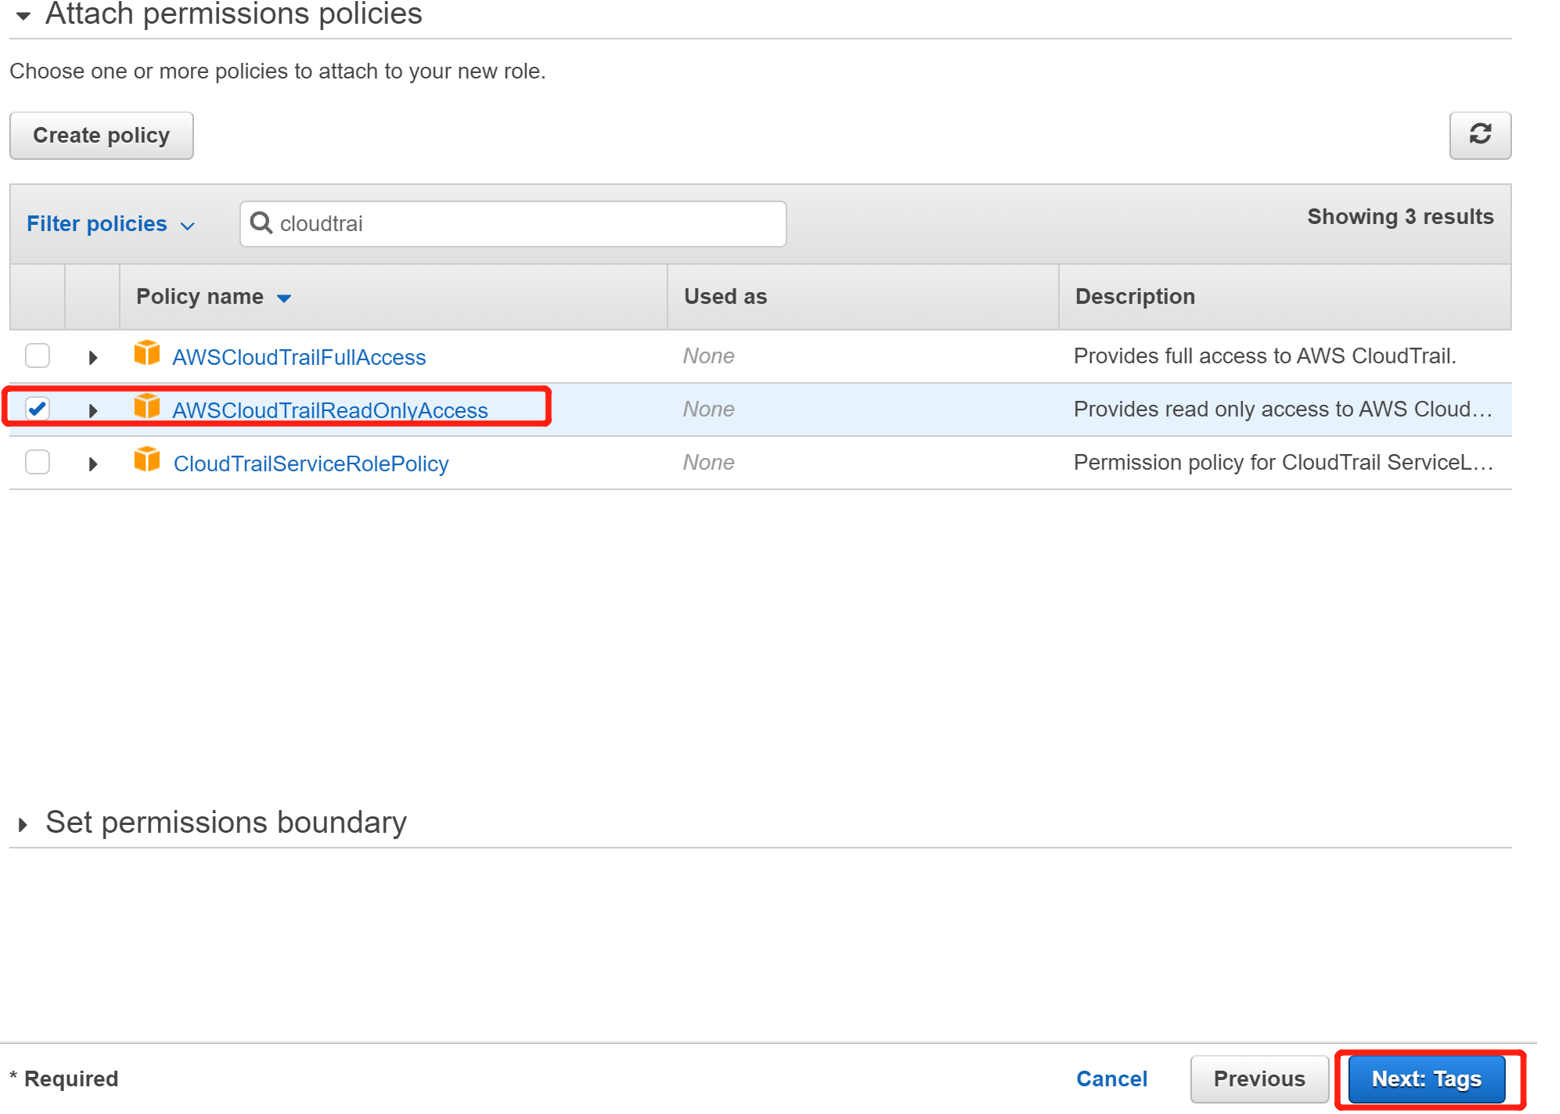 Attach permissions policies
Choose one or more policies to attach to your new role.
Create policy
Filter policies
cloudtrai
Showing 3 results
Policy name
Used as
Description
AWSCloudTrailFullAccess
None
Provides full access to AWS CloudTrail.
AWSCloudTrailReadOnlyAccess
None
Provides read only access to AWS Cloud…
CloudTrailServiceRolePolicy
None
Permission policy for CloudTrail ServiceL…
Set permissions boundary
* Required
Cancel
Previous
Next: Tags